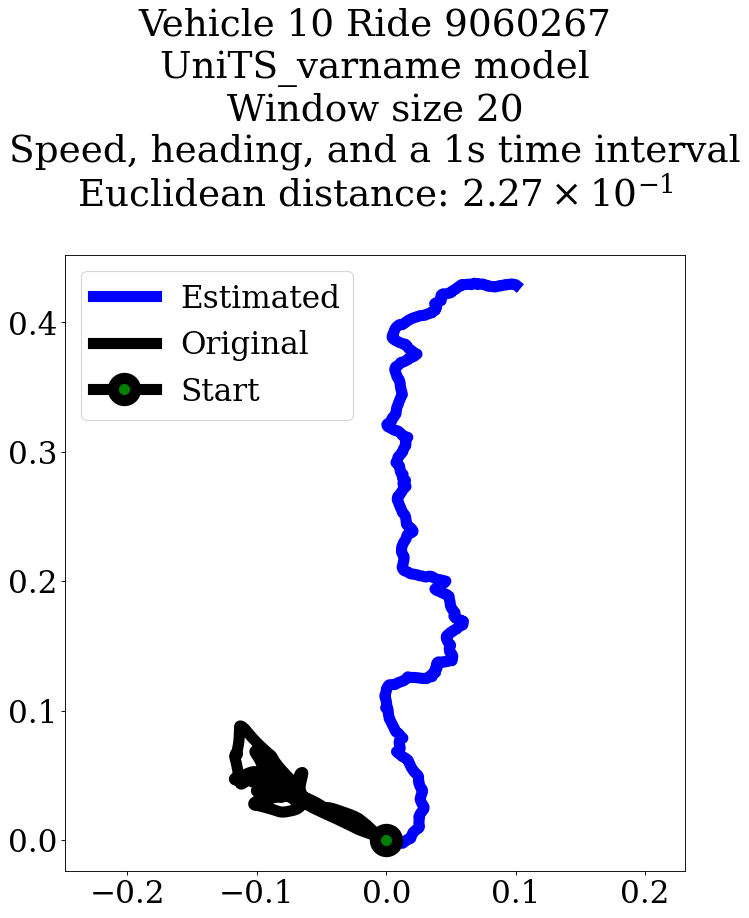 Vehicle 10 Ride 9060267
UniTS_varname model
Window size 20
Speed, heading, and a 1s time interval
Euclidean distance: 2.27 × 10⁻¹
Estimated
Original
Start
0.4
0.3
0.2
0.1
0.0
−0.2 −0.1 0.0 0.1 0.2